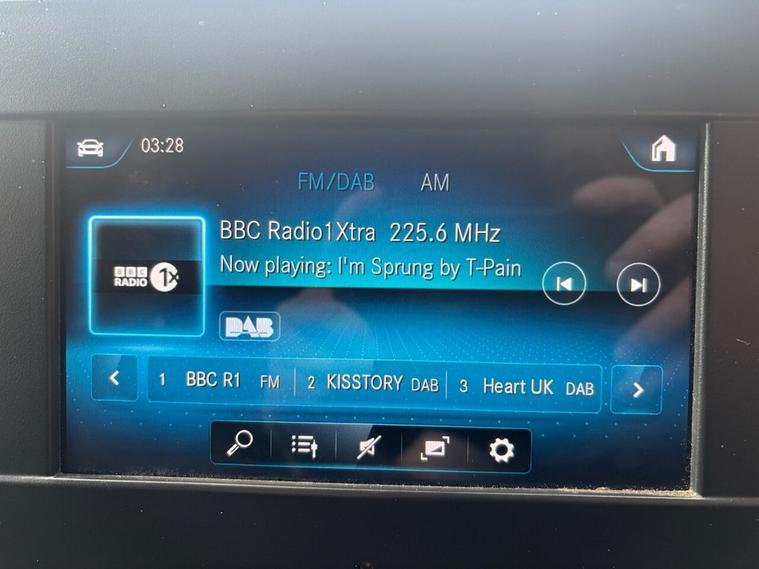 03:28
FM/DAB AM
BBC Radio1Xtra 225.6 MHz
Now playing: I'm Sprung by T-Pain
BBC
RADIO 1X
DAB
1 BBC R1 FM 2 KISSTORY DAB 3 Heart UK DAB